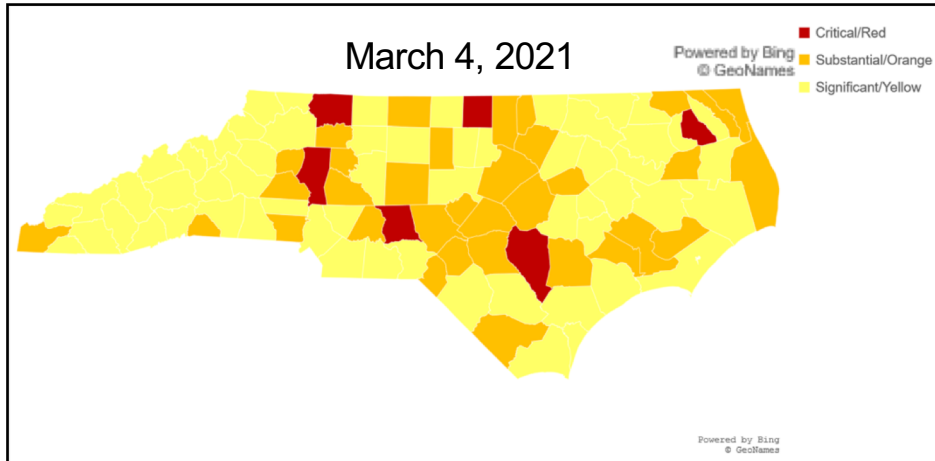 March 4, 2021
Powered by Bing
© GeoNames
Critical/Red
Substantial/Orange
Significant/Yellow
Powered by Bing
© GeoNames